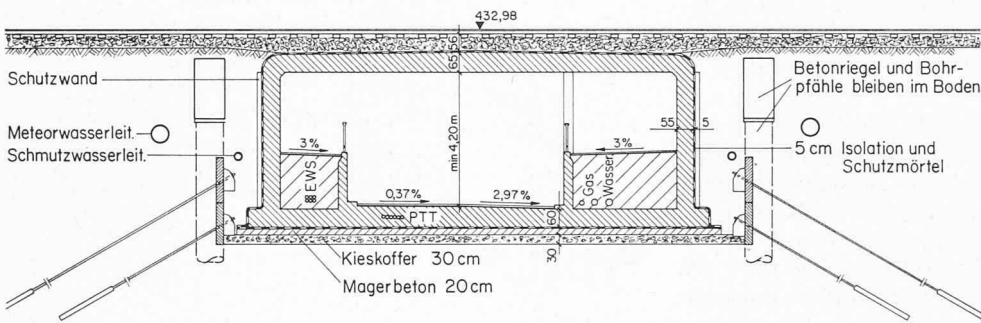 432,98
56
65
Schutzwand
Betonriegel und Bohr-
pfähle bleiben im Boden
Meteorwasserleit.
Schmutzwasserleit.
3%
min 4,20 m
3%
55
5
5 cm Isolation und
Schutzmörtel
EWS
Gas
Wasser
0,37%
2,97%
PTT
60
30
Kieskoffer 30 cm
Magerbeton 20 cm